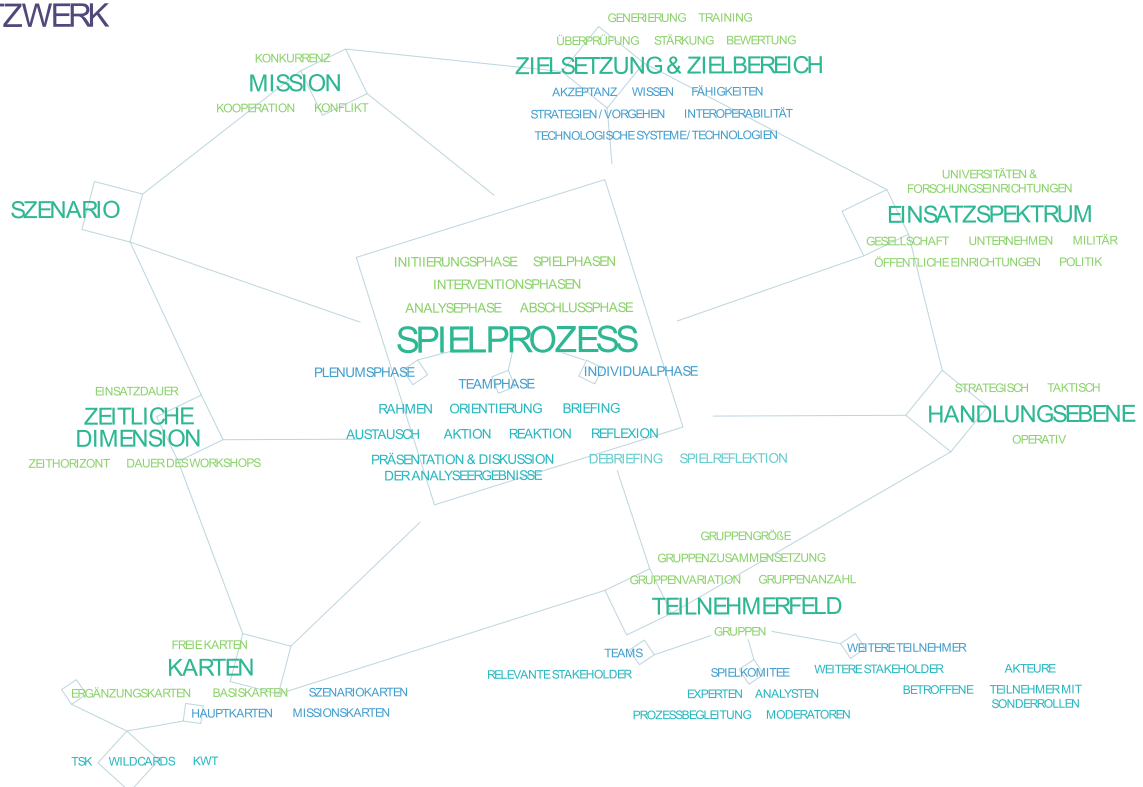 TZWERK
GENERIERUNG TRAINING
ÜBERPRÜFUNG STÄRKUNG BEWERTUNG
ZIELSETZUNG & ZIELBEREICH
AKZEPTANZ WISSEN FÄHIGKEITEN
STRATEGIEN / VORGEHEN INTEROPERABILITÄT
TECHNOLOGISCHE SYSTEME/ TECHNOLOGIEN
KONKURRENZ
MISSION
KOOPERATION KONFLIKT
SZENARIO
UNIVERSITÄTEN &
FORSCHUNGSEINRICHTUNGEN
EINSATZSPEKTRUM
GESELLSCHAFT UNTERNEHMEN MILITÄR
ÖFFENTLICHE EINRICHTUNGEN POLITIK
INITIIERUNGSPHASE SPIELPHASEN
INTERVENTIONSPHASEN
ANALYSEPHASE ABSCHLUSSPHASE
SPIELPROZESS
PLENUMSPHASE TEAMPHASE INDIVIDUALPHASE
RAHMEN ORIENTIERUNG BRIEFING
AUSTAUSCH AKTION REAKTION REFLEXION
PRÄSENTATION & DISKUSSION
DER ANALYSEERGEBNISSE
DEBRIEFING SPIELREFLEKTION
EINSATZDAUER
ZEITLICHE
DIMENSION
ZEITHORIZONT DAUER DES WORKSHOPS
STRATEGISCH TAKTISCH
HANDLUNGSEBENE
OPERATIV
GRUPPENGRÖßE
GRUPPENZUSAMMENSETZUNG
GRUPPENVARIATION GRUPPENANZAHL
TEILNEHMERFELD
GRUPPEN
TEAMS
RELEVANTE STAKEHOLDER
SPIELKOMITEE
EXPERTEN ANALYSTEN
PROZESSBEGLEITUNG MODERATOREN
WEITERE TEILNEHMER
WEITERE STAKEHOLDER AKTEURE
BETROFFENE TEILNEHMER MIT
SONDERROLLEN
FREIE KARTEN
KARTEN
ERGÄNZUNGSKARTEN BASISKARTEN SZENARIOKARTEN
HAUPTKARTEN MISSIONSKARTEN
TSK WILDCARDS KWT